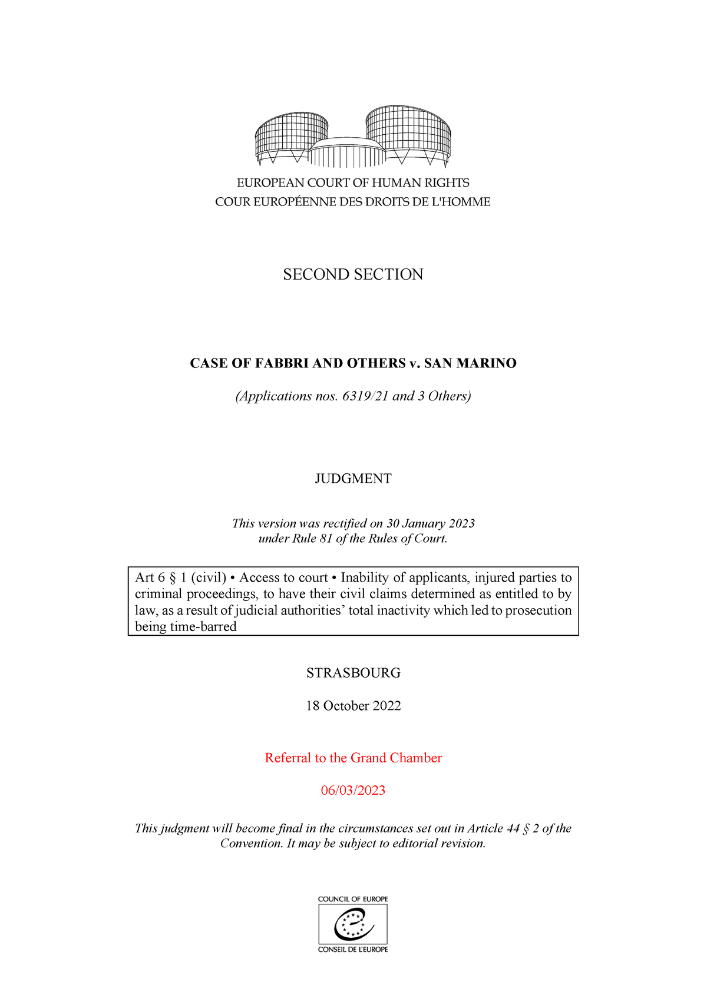 EUROPEAN COURT OF HUMAN RIGHTS
COUR EUROPÉENNE DES DROITS DE L'HOMME
SECOND SECTION
CASE OF FABBRI AND OTHERS v. SAN MARINO
(Applications nos. 6319/21 and 3 Others)
JUDGMENT
This version was rectified on 30 January 2023
under Rule 81 of the Rules of Court.
Art 6 § 1 (civil) • Access to court • Inability of applicants, injured parties to
criminal proceedings, to have their civil claims determined as entitled to by
law, as a result of judicial authorities’ total inactivity which led to prosecution
being time-barred
STRASBOURG
18 October 2022
Referral to the Grand Chamber
06/03/2023
This judgment will become final in the circumstances set out in Article 44 § 2 of the
Convention. It may be subject to editorial revision.
COUNCIL OF EUROPE
CONSEIL DE L'EUROPE